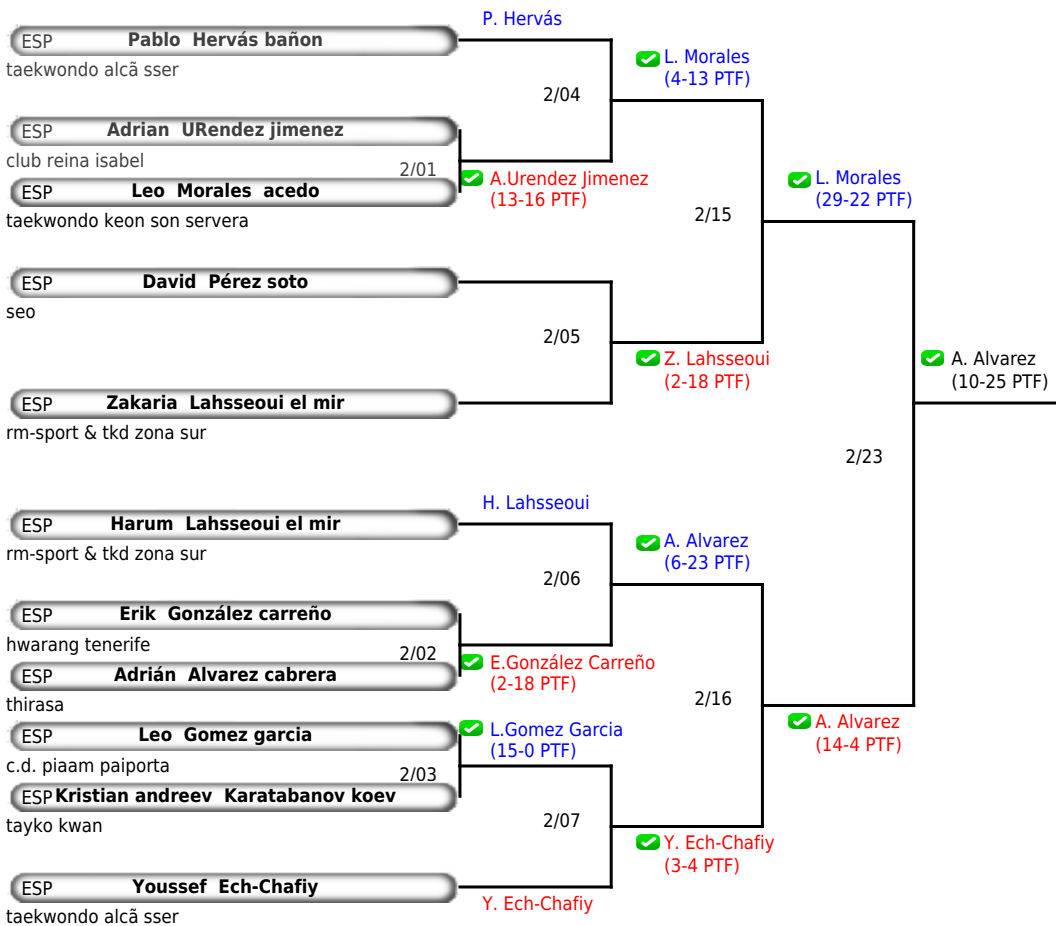 P. Hervás
ESP Pablo Hervás bañon
taekwondo alcã sser
L. Morales
(4-13 PTF)
2/04
ESP Adrian URendez jimenez
club reina isabel
2/01
A.Urendez Jimenez
(13-16 PTF)
ESP Leo Morales acedo
taekwondo keon son servera
L. Morales
(29-22 PTF)
2/15
ESP David Pérez soto
seo
2/05
Z. Lahsseoui
(2-18 PTF)
A. Alvarez
(10-25 PTF)
ESP Zakaria Lahsseoui el mir
rm-sport & tkd zona sur
2/23
H. Lahsseoui
ESP Harum Lahsseoui el mir
rm-sport & tkd zona sur
A. Alvarez
(6-23 PTF)
2/06
ESP Erik González carreño
hwarang tenerife
2/02
E.González Carreño
(2-18 PTF)
ESP Adrián Alvarez cabrera
thirasa
2/16
A. Alvarez
(14-4 PTF)
ESP Leo Gomez garcia
c.d. piaam paiporta
L.Gomez Garcia
(15-0 PTF)
2/03
ESP Kristian andreev Karatabanov koev
tayko kwan
2/07
Y. Ech-Chafiy
(3-4 PTF)
ESP Youssef Ech-Chafiy
taekwondo alcã sser
Y. Ech-Chafiy